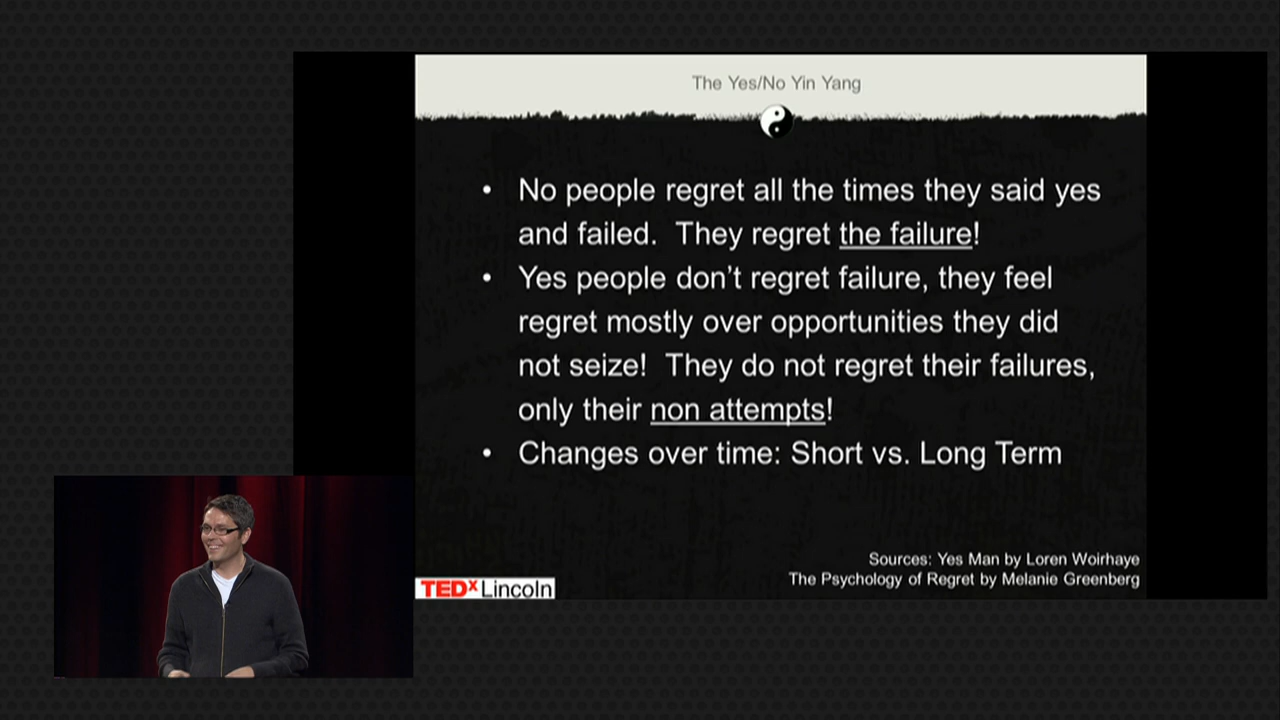 The Yes/No Yin Yang
• No people regret all the times they said yes
and failed.  They regret the failure!
• Yes people don’t regret failure, they feel
regret mostly over opportunities they did
not seize!  They do not regret their failures,
only their non attempts!
• Changes over time: Short vs. Long Term
Sources: Yes Man by Loren Woirhaye
The Psychology of Regret by Melanie Greenberg
TEDx Lincoln